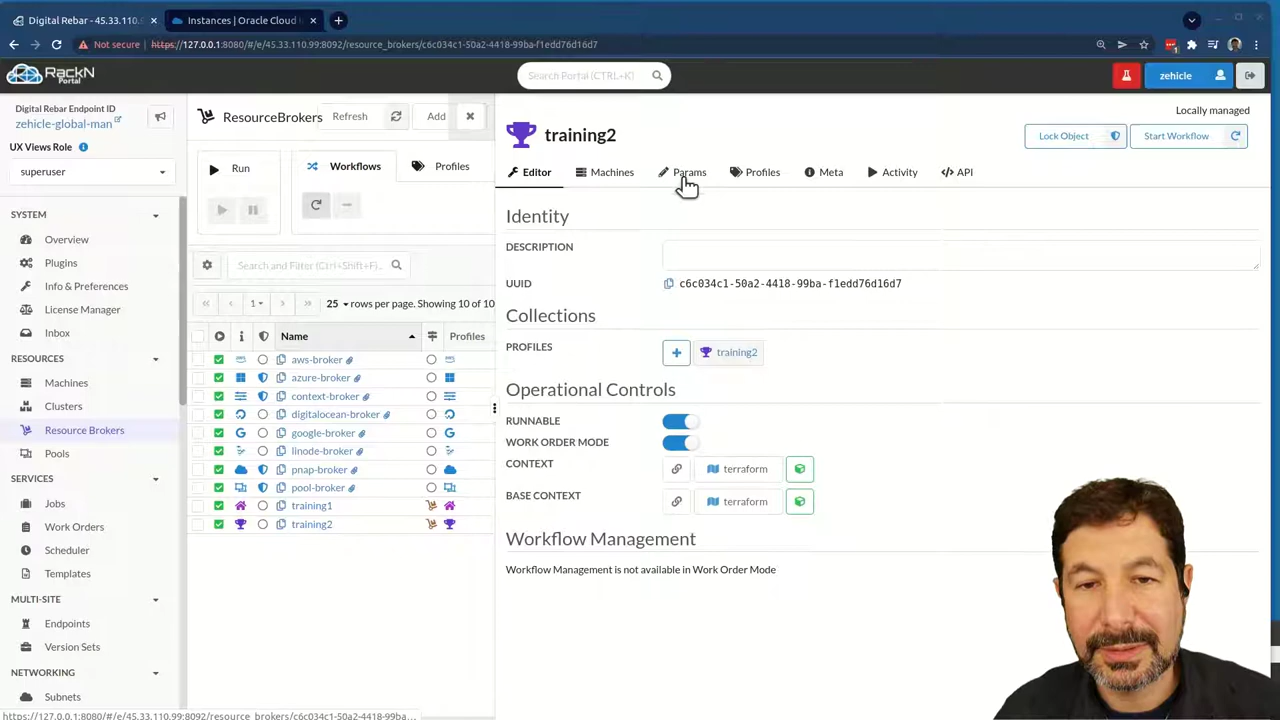 Digital Rebar - 45.33.110.6
Instances | Oracle Cloud I
Not secure https://127.0.0.1:8080/#/e/45.33.110.99:8092/resource_brokers/c6c034c1-50a2-4418-99ba-f1edd76d16d7
RackN
Portal
Search Portal (CTRL+K)
zehicle
Digital Rebar Endpoint ID
zehicle-global-man
UX Views Role
superuser
SYSTEM
Overview
Plugins
Info & Preferences
License Manager
Inbox
RESOURCES
Machines
Clusters
Resource Brokers
Pools
SERVICES
Jobs
Work Orders
Scheduler
Templates
MULTI-SITE
Endpoints
Version Sets
NETWORKING
Subnets
ResourceBrokers
Refresh
Add
Run
Workflows
Profiles
Search and Filter (Ctrl+Shift+F)
1
25 rows per page. Showing 10 of 10
Name Profiles
aws-broker
azure-broker
context-broker
digitalocean-broker
google-broker
linode-broker
pnap-broker
pool-broker
training1
training2
Locally managed
training2
Lock Object
Start Workflow
Editor Machines Params Profiles Meta Activity API
Identity
DESCRIPTION
UUID c6c034c1-50a2-4418-99ba-f1edd76d16d7
Collections
PROFILES training2
Operational Controls
RUNNABLE
WORK ORDER MODE
CONTEXT terraform
BASE CONTEXT terraform
Workflow Management
Workflow Management is not available in Work Order Mode
https://127.0.0.1:8080/#/e/45.33.110.99:8092/resource_brokers/c6c034c1-50a2-4418-99ba...